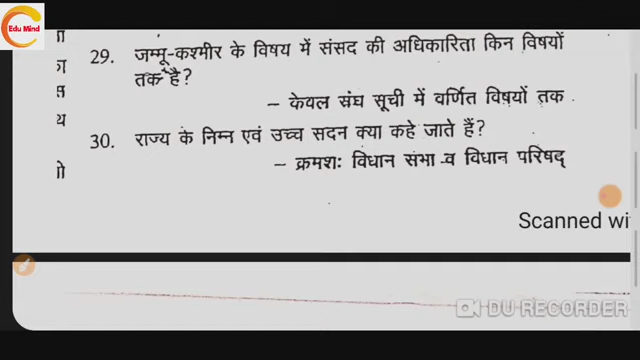 Edu Mind
29. जम्मू-कश्मीर के विषय में संसद की अधिकारिता किन विषयों
तक है?
– केवल संघ सूची में वर्णित विषयों तक
30. राज्य के निम्न एवं उच्च सदन क्या कहे जाते हैं?
– क्रमशः विधान सभा व विधान परिषद्
Scanned wi
DU RECORDER